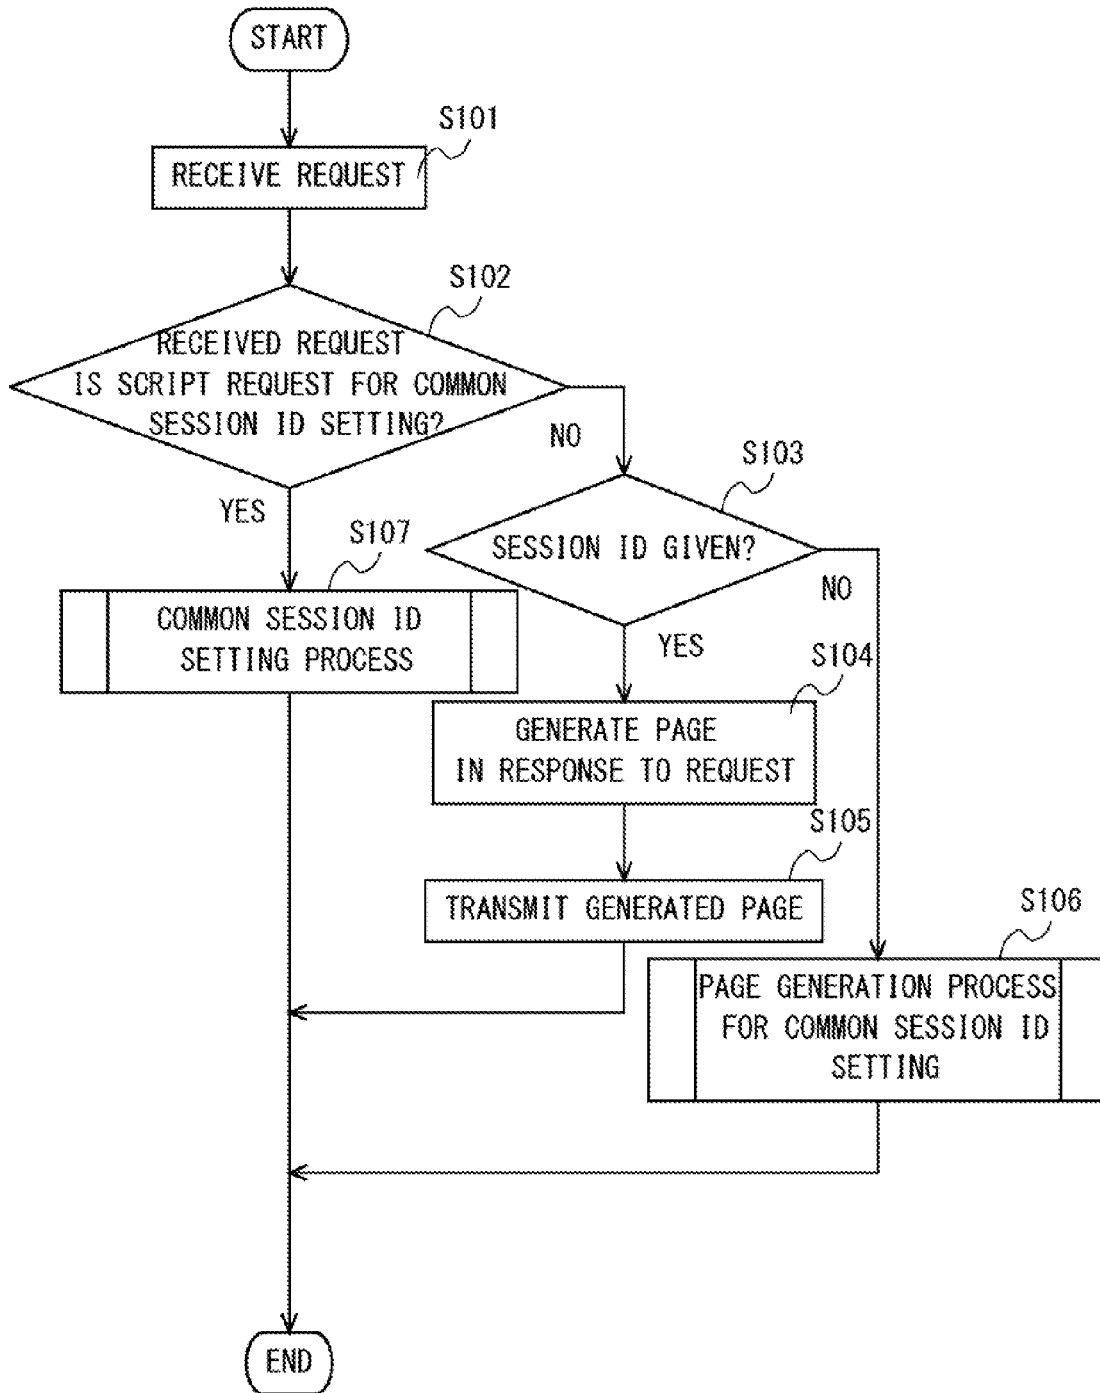 START
S101
RECEIVE REQUEST
S102
RECEIVED REQUEST
IS SCRIPT REQUEST FOR COMMON
SESSION ID SETTING?
NO
S103
YES
SESSION ID GIVEN?
S107
NO
COMMON SESSION ID
SETTING PROCESS
YES
S104
GENERATE PAGE
IN RESPONSE TO REQUEST
S105
TRANSMIT GENERATED PAGE
S106
PAGE GENERATION PROCESS
FOR COMMON SESSION ID
SETTING
END